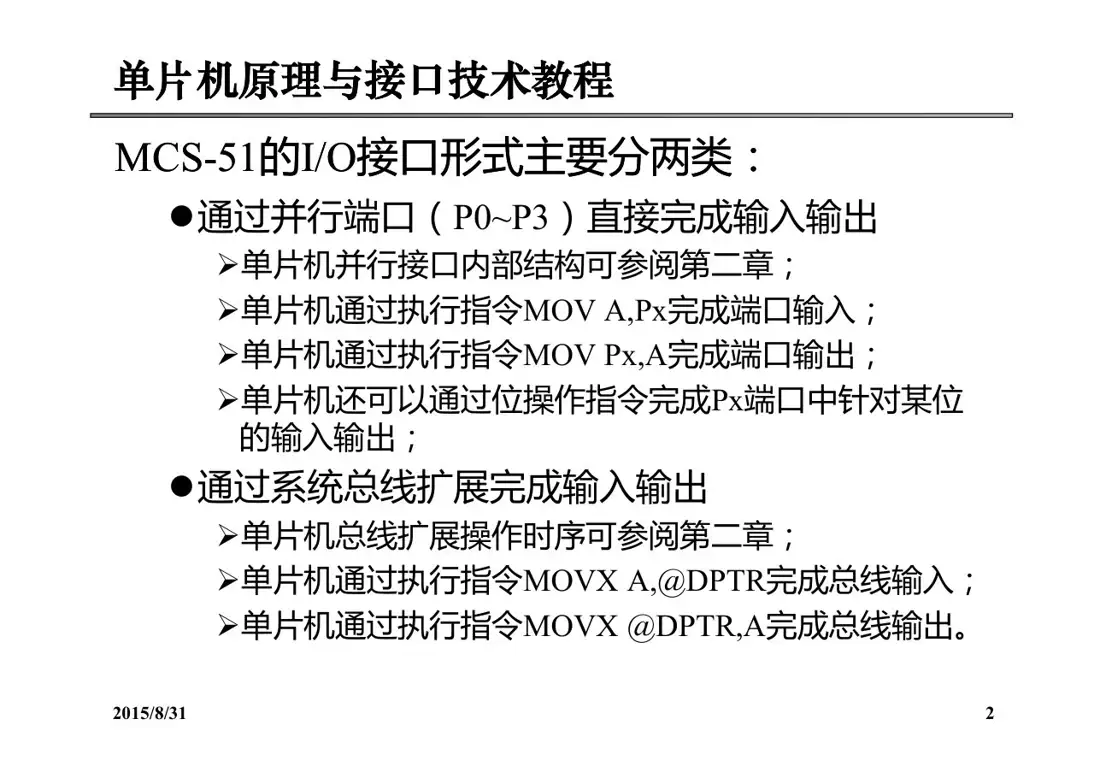 单片机原理与接口技术教程
MCS-51的I/O接口形式主要分两类：
●通过并行端口（P0~P3）直接完成输入输出
➢单片机并行接口内部结构可参阅第二章；
➢单片机通过执行指令MOV A,Px完成端口输入；
➢单片机通过执行指令MOV Px,A完成端口输出；
➢单片机还可以通过位操作指令完成Px端口中针对某位
的输入输出；
●通过系统总线扩展完成输入输出
➢单片机总线扩展操作时序可参阅第二章；
➢单片机通过执行指令MOVX A,@DPTR完成总线输入；
➢单片机通过执行指令MOVX @DPTR,A完成总线输出。
2015/8/31
2